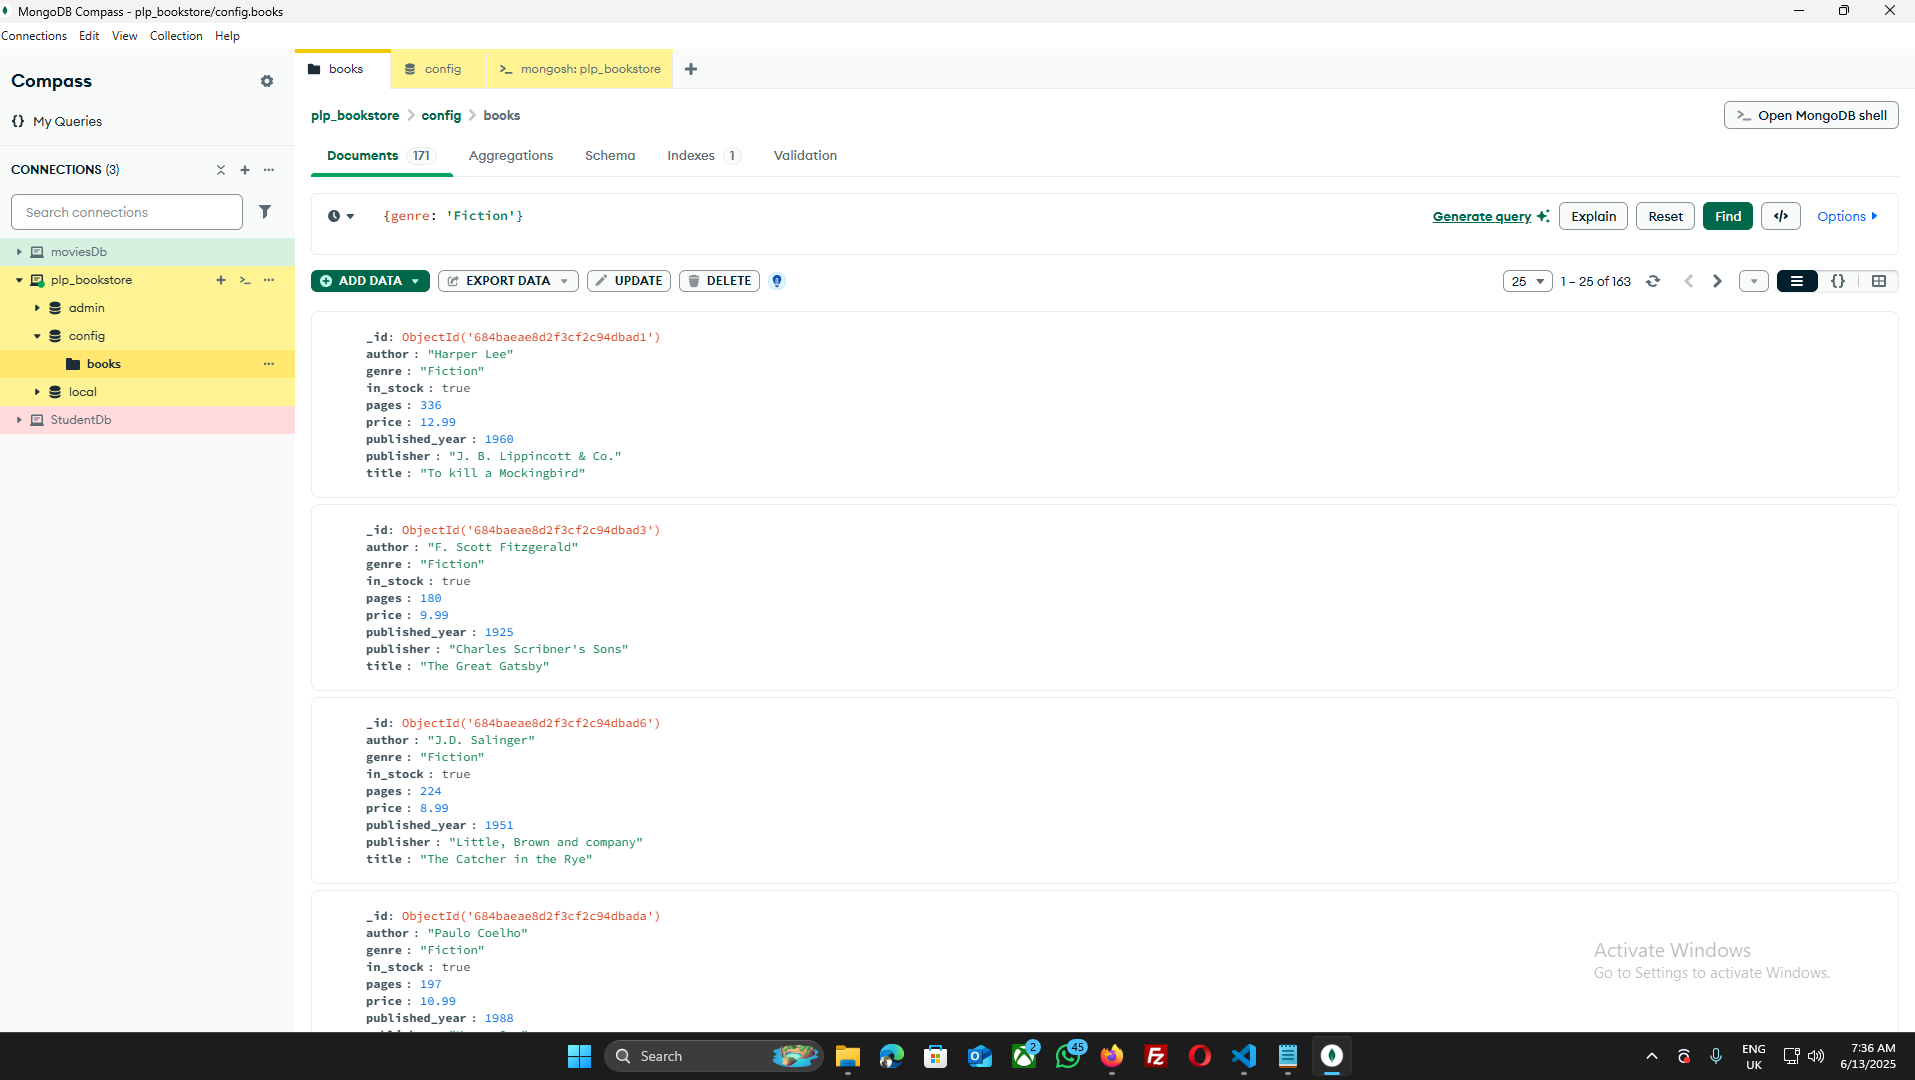 MongoDB Compass - plp_bookstore/config.books
Connections Edit View Collection Help
Compass
My Queries
CONNECTIONS (3)
Search connections
moviesDb
plp_bookstore
admin
config
books
local
StudentDb
books
config
mongosh: plp_bookstore
plp_bookstore > config > books
>_ Open MongoDB shell
Documents 171 Aggregations Schema Indexes 1 Validation
{genre: 'Fiction'}
Generate query Explain Reset Find </> Options
ADD DATA EXPORT DATA UPDATE DELETE
25 1 – 25 of 163
_id: ObjectId('684baeae8d2f3cf2c94dbad1')
author : "Harper Lee"
genre : "Fiction"
in_stock : true
pages : 336
price : 12.99
published_year : 1960
publisher : "J. B. Lippincott & Co."
title : "To kill a Mockingbird"
_id: ObjectId('684baeae8d2f3cf2c94dbad3')
author : "F. Scott Fitzgerald"
genre : "Fiction"
in_stock : true
pages : 180
price : 9.99
published_year : 1925
publisher : "Charles Scribner's Sons"
title : "The Great Gatsby"
_id: ObjectId('684baeae8d2f3cf2c94dbad6')
author : "J.D. Salinger"
genre : "Fiction"
in_stock : true
pages : 224
price : 8.99
published_year : 1951
publisher : "Little, Brown and company"
title : "The Catcher in the Rye"
_id: ObjectId('684baeae8d2f3cf2c94dbada')
author : "Paulo Coelho"
genre : "Fiction"
in_stock : true
pages : 197
price : 10.99
published_year : 1988
Activate Windows
Go to Settings to activate Windows.
Search
2
45
ENG
UK
7:36 AM
6/13/2025